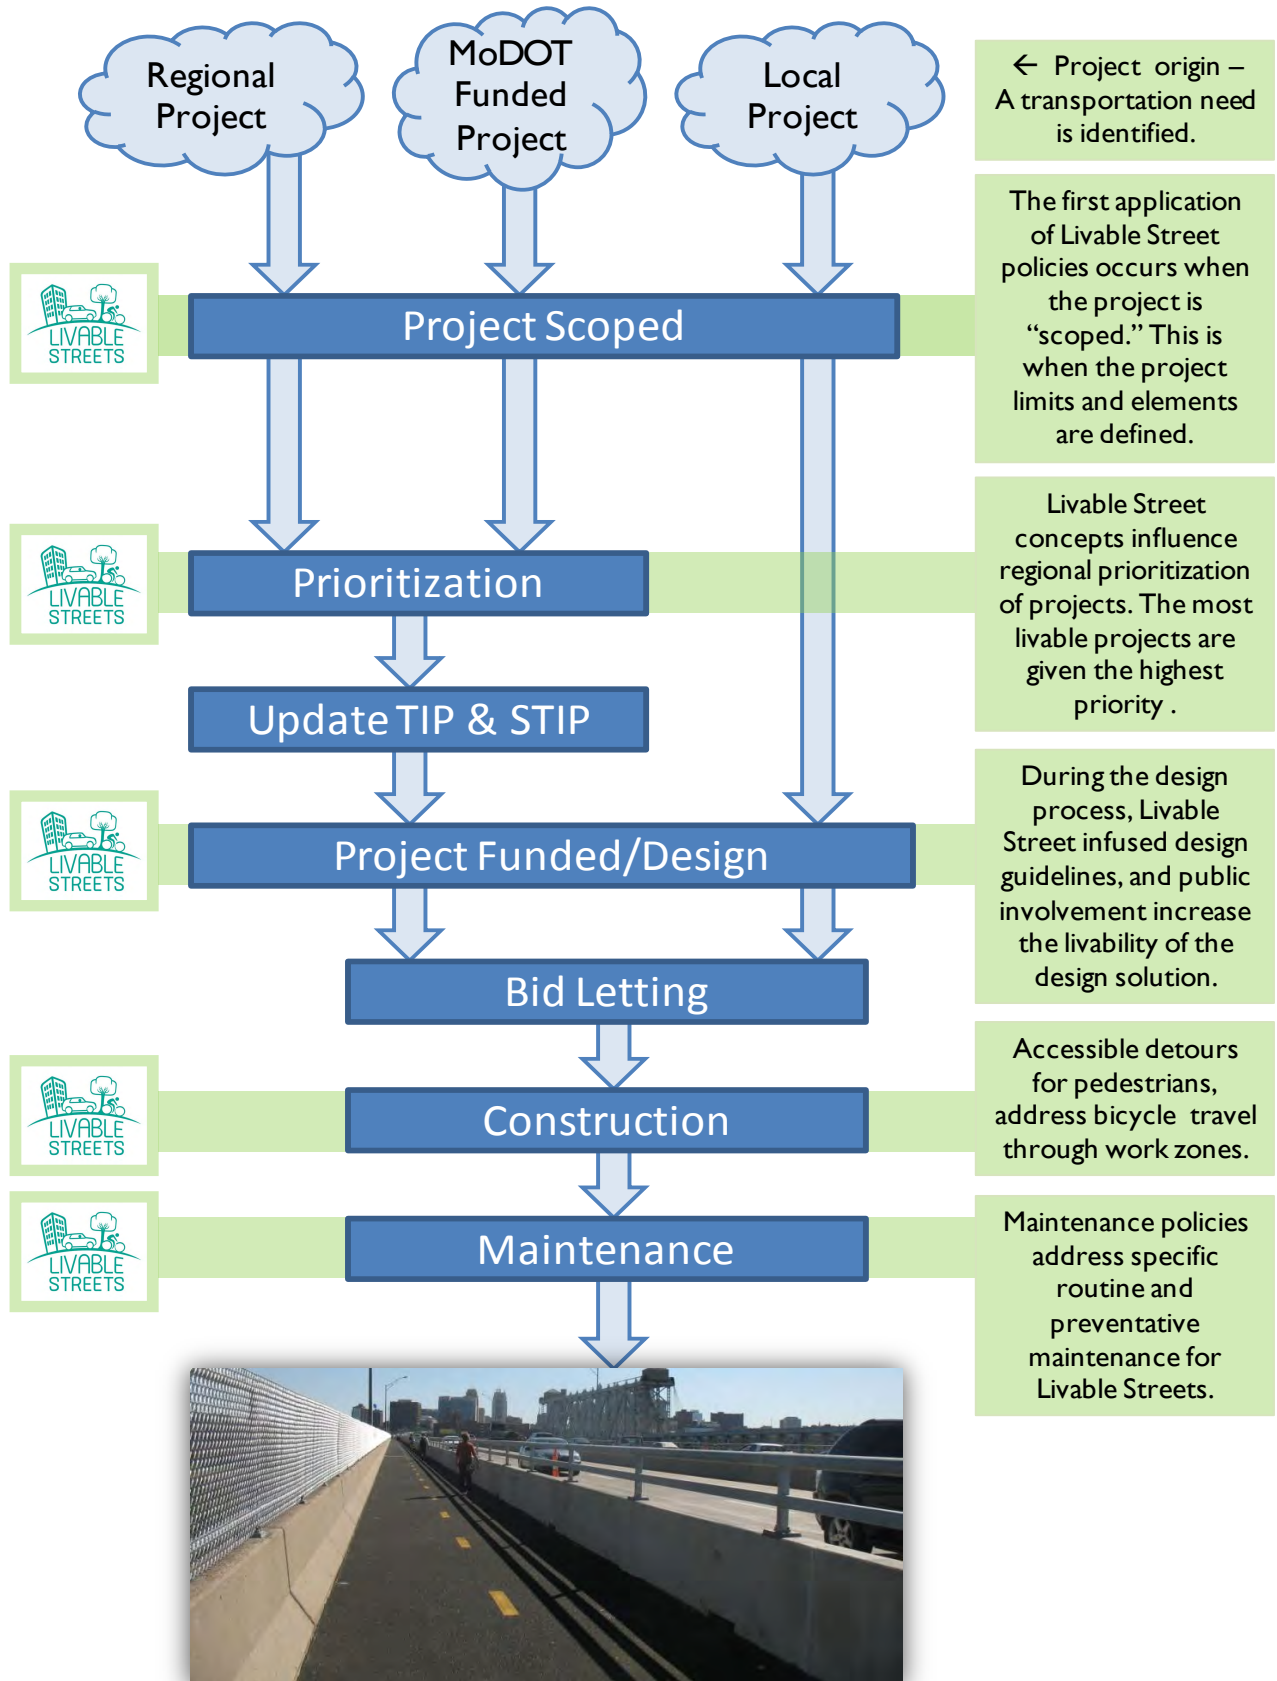 Regional
Project
MoDOT
Funded
Project
Local
Project
← Project origin –
A transportation need
is identified.
The first application
of Livable Street
policies occurs when
the project is
“scoped.” This is
when the project
limits and elements
are defined.
LIVABLE
STREETS
Project Scoped
Livable Street
concepts influence
regional prioritization
of projects. The most
livable projects are
given the highest
priority .
LIVABLE
STREETS
Prioritization
Update TIP & STIP
During the design
process, Livable
Street infused design
guidelines, and public
involvement increase
the livability of the
design solution.
LIVABLE
STREETS
Project Funded/Design
Bid Letting
Accessible detours
for pedestrians,
address bicycle travel
through work zones.
LIVABLE
STREETS
Construction
Maintenance policies
address specific
routine and
preventative
maintenance for
Livable Streets.
LIVABLE
STREETS
Maintenance